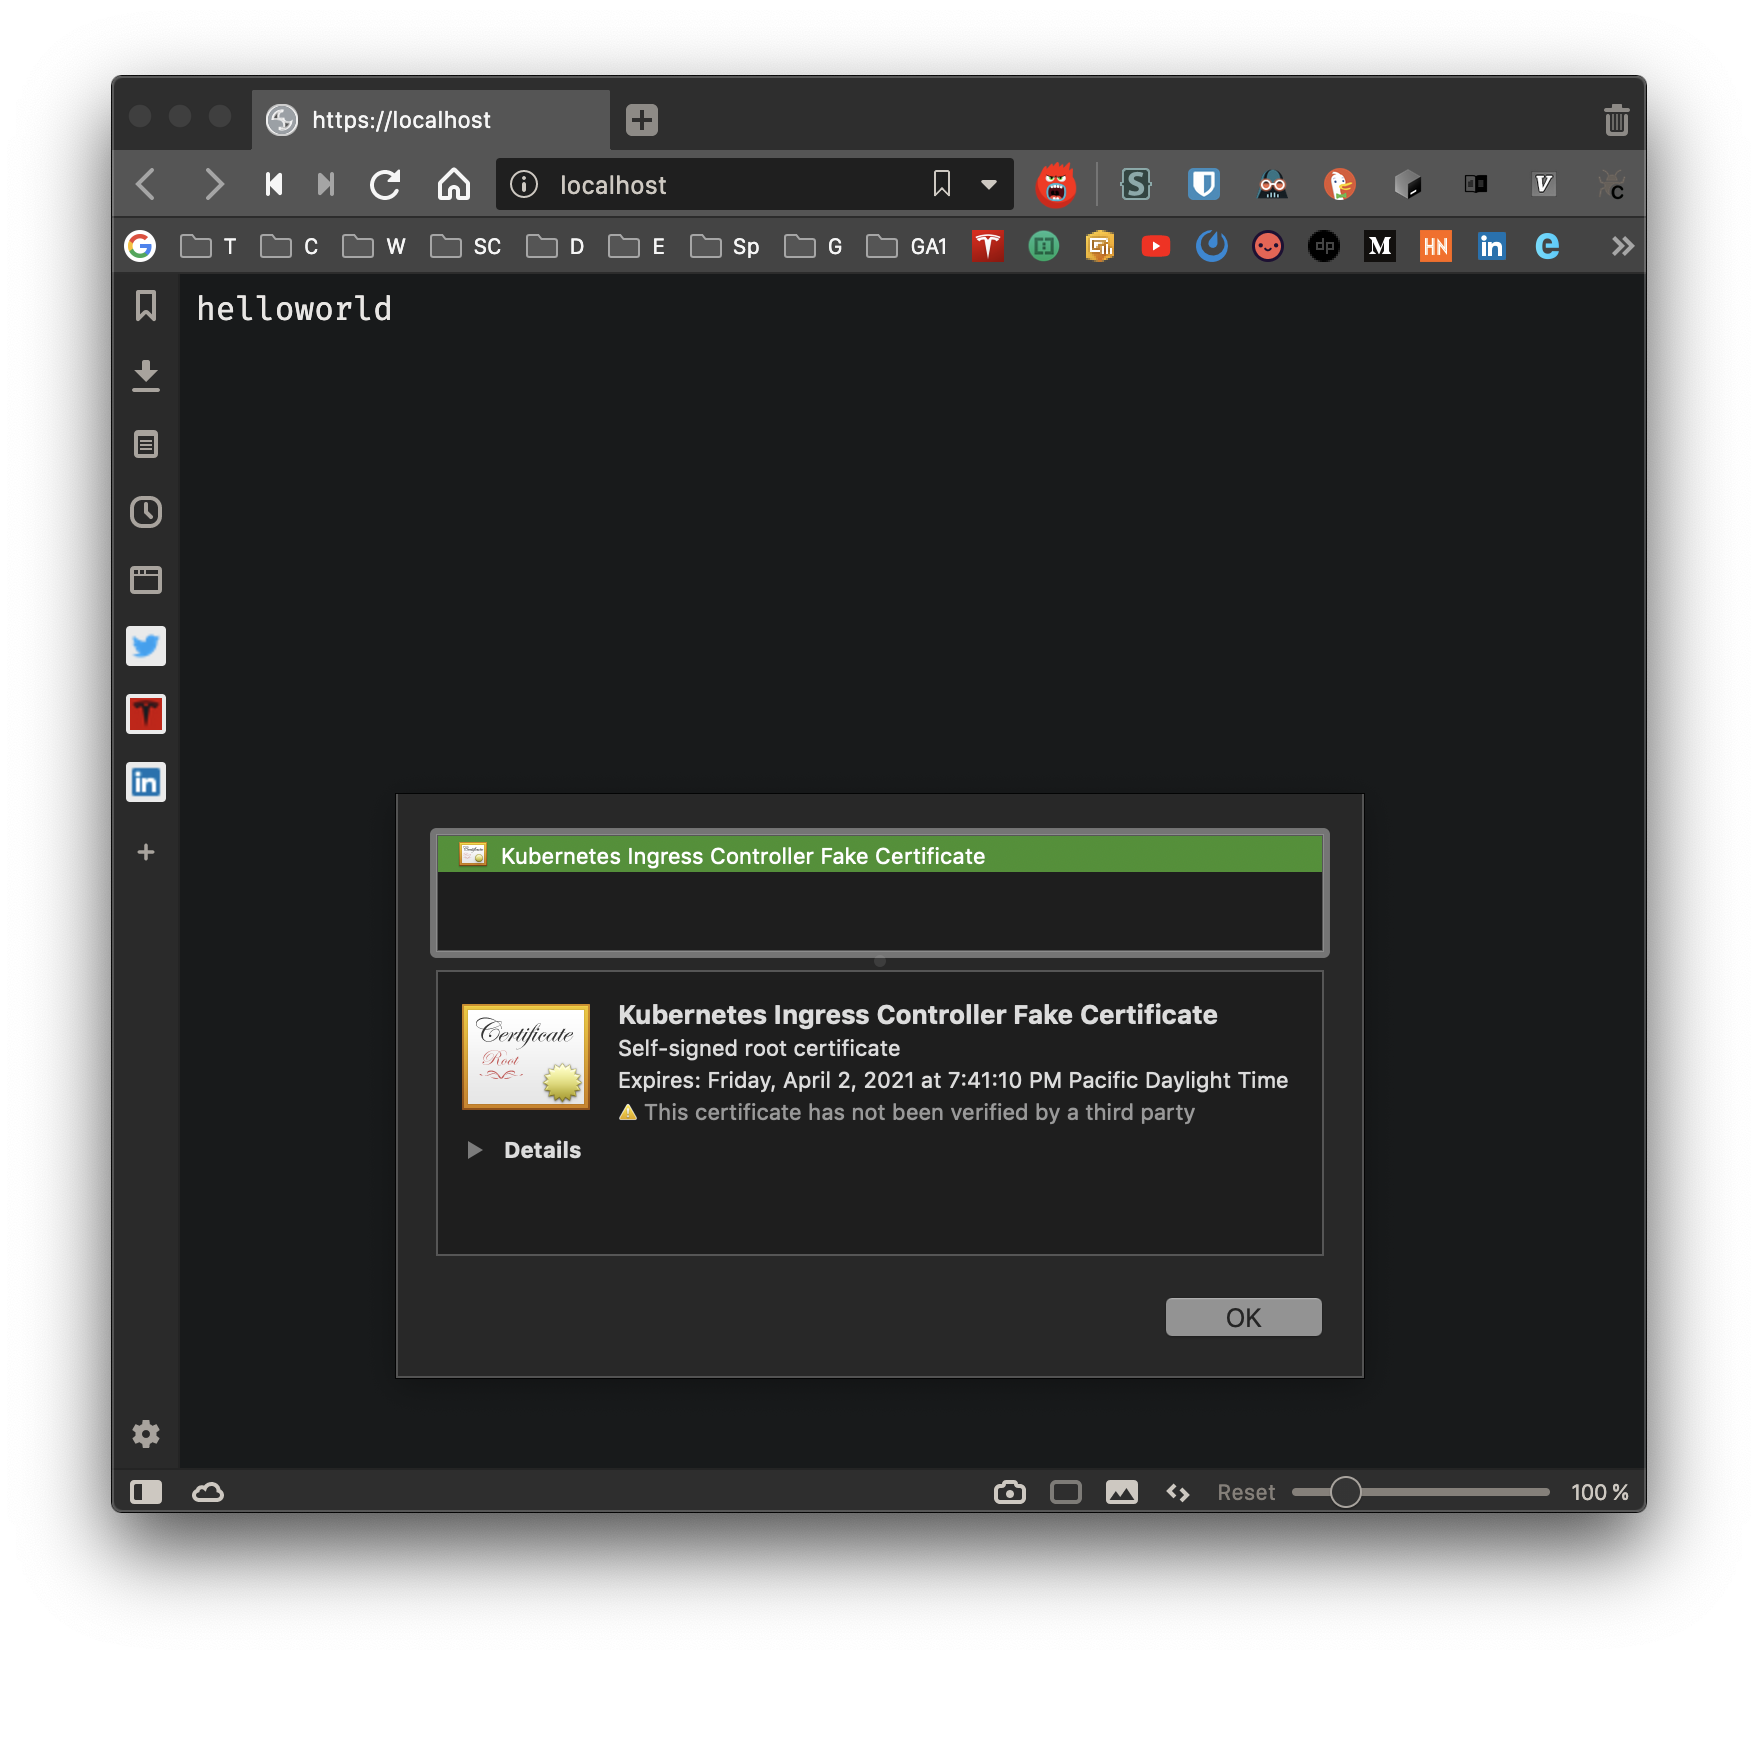 https://localhost
localhost
T C W SC D E Sp G GA1
helloworld
Kubernetes Ingress Controller Fake Certificate
Certificate
Root
Kubernetes Ingress Controller Fake Certificate
Self-signed root certificate
Expires: Friday, April 2, 2021 at 7:41:10 PM Pacific Daylight Time
This certificate has not been verified by a third party
Details
OK
Reset 100 %